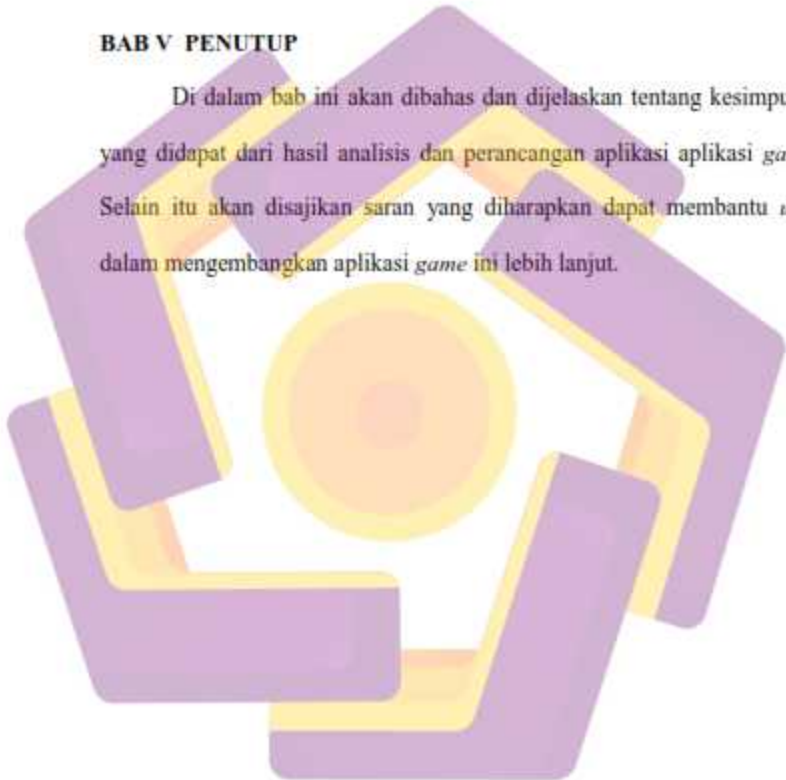 BAB V PENUTUP
Di dalam bab ini akan dibahas dan dijelaskan tentang
yang didapat dari hasil analisis dan perancangan aplikasi aplikasi
Selain itu akan disajikan saran yang diharapkan dapat membantu
dalam mengembangkan aplikasi game ini lebih lanjut.